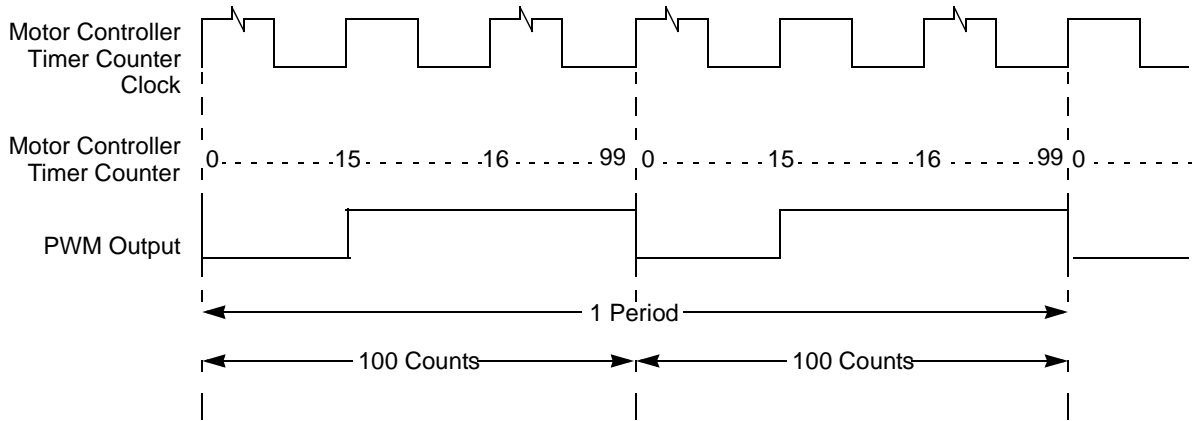 Motor Controller
Timer Counter
Clock
Motor Controller
Timer Counter
0 15 16 99 0 15 16 99 0
PWM Output
1 Period
100 Counts 100 Counts